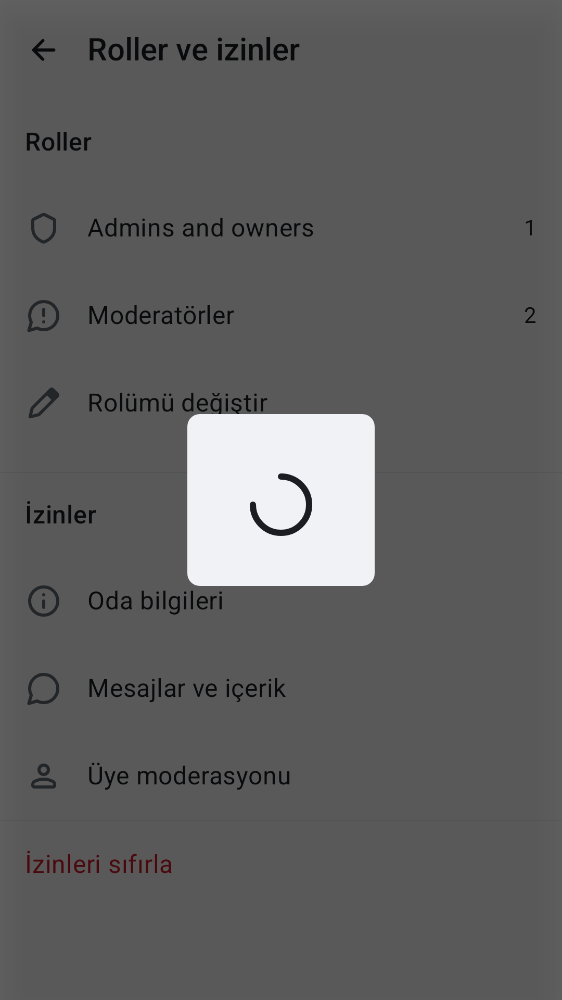 Roller ve izinler
Roller
Admins and owners 1
Moderatörler 2
Rolümü değiştir
İzinler
Oda bilgileri
Mesajlar ve içerik
Üye moderasyonu
İzinleri sıfırla